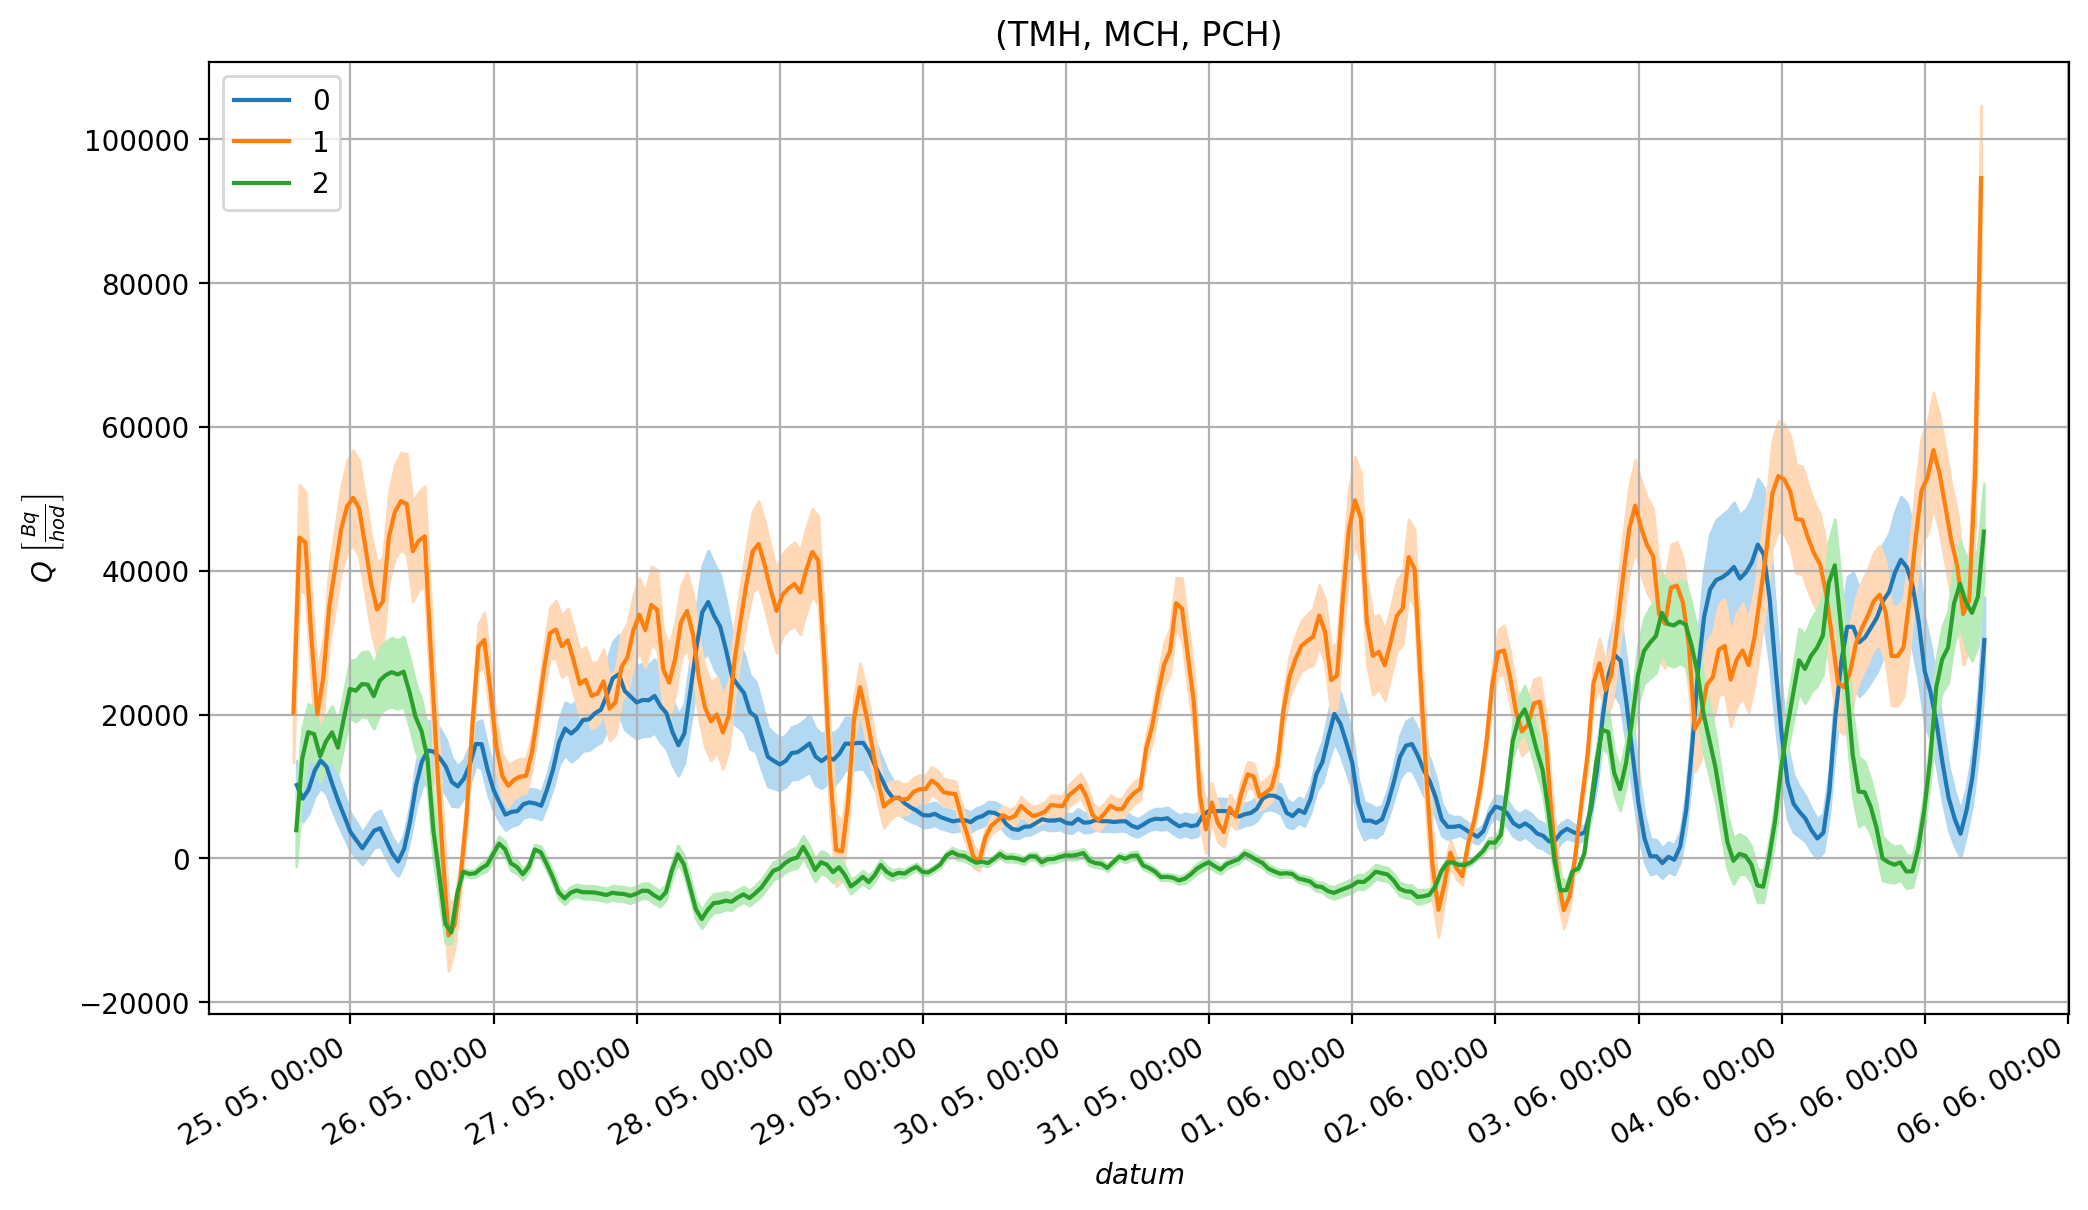 (TMH, MCH, PCH)
0
1
2
100000
80000
60000
40000
20000
0
−20000
Q [Bq/hod]
25. 05. 00:00
26. 05. 00:00
27. 05. 00:00
28. 05. 00:00
29. 05. 00:00
30. 05. 00:00
31. 05. 00:00
01. 06. 00:00
02. 06. 00:00
03. 06. 00:00
04. 06. 00:00
05. 06. 00:00
06. 06. 00:00
datum